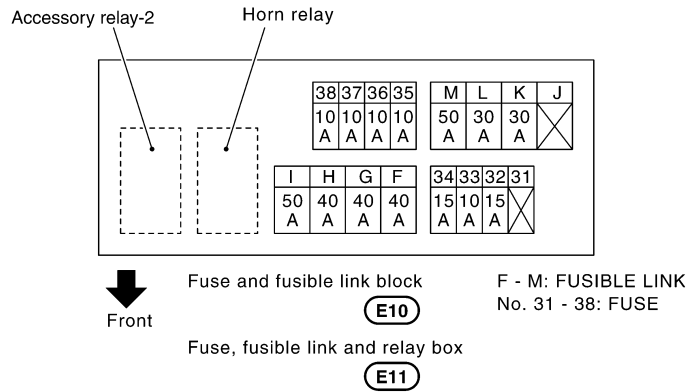 Accessory relay-2
Horn relay
38 37 36 35
10 A 10 A 10 A 10 A
M L K J
50 A 30 A 30 A
I H G F
50 A 40 A 40 A 40 A
34 33 32 31
15 A 10 A 15 A
Front
Fuse and fusible link block
E10
Fuse, fusible link and relay box
E11
F - M: FUSIBLE LINK
No. 31 - 38: FUSE